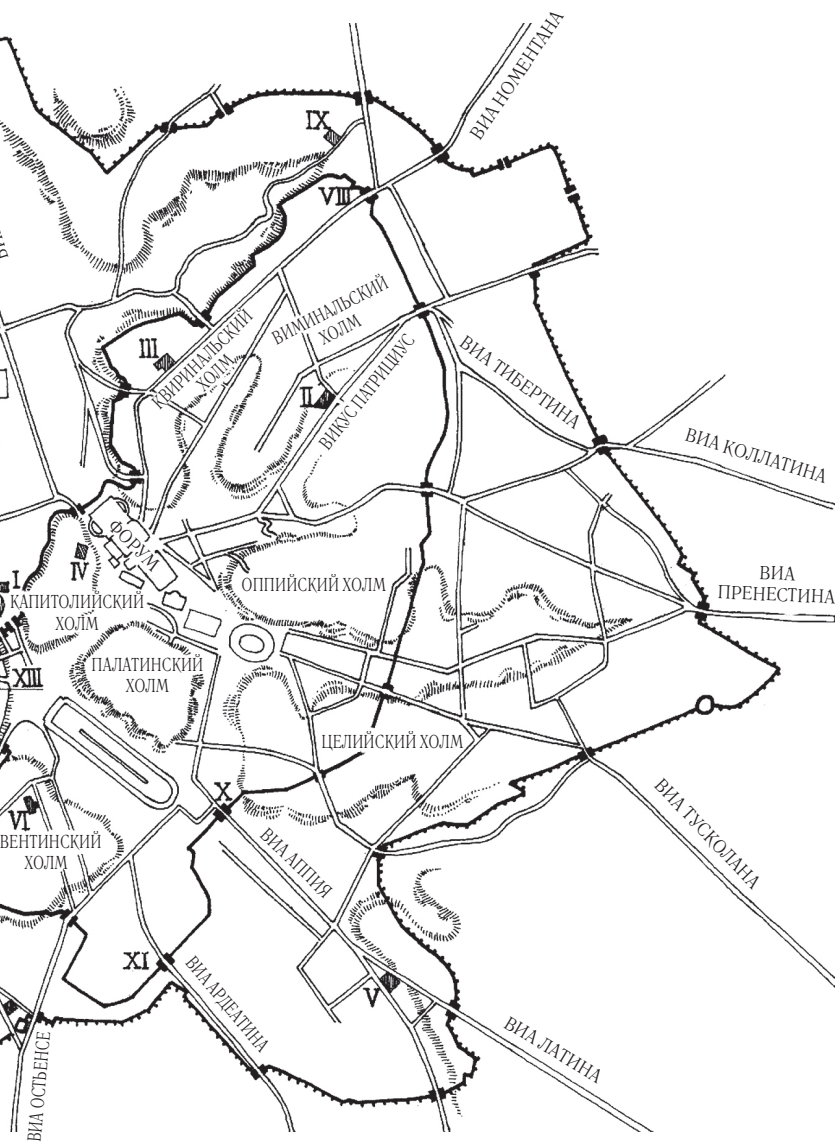 ВИА НОМЕНТАНА
IX
VIII
ВИМИНАЛЬСКИЙ
ХОЛМ
КВИРИНАЛЬСКИЙ
ХОЛМ
III
II
ВИКУС ПАТРИЦИУС
ВИА ТИБЕРТИНА
ВИА КОЛЛАТИНА
ФОРУМ
IV
I
КАПИТОЛИЙСКИЙ
ХОЛМ
ОППИЙСКИЙ ХОЛМ
ВИА
ПРЕНЕСТИНА
ПАЛАТИНСКИЙ
ХОЛМ
XIII
ЦЕЛИЙСКИЙ ХОЛМ
X
VI
ВЕНТИНСКИЙ
ХОЛМ
ВИА АППИЯ
ВИА ТУСКОЛАНА
XI
ВИА АРДЕАТИНА
V
ВИА ЛАТИНА
ВИА ОСТЬЕНСЕ